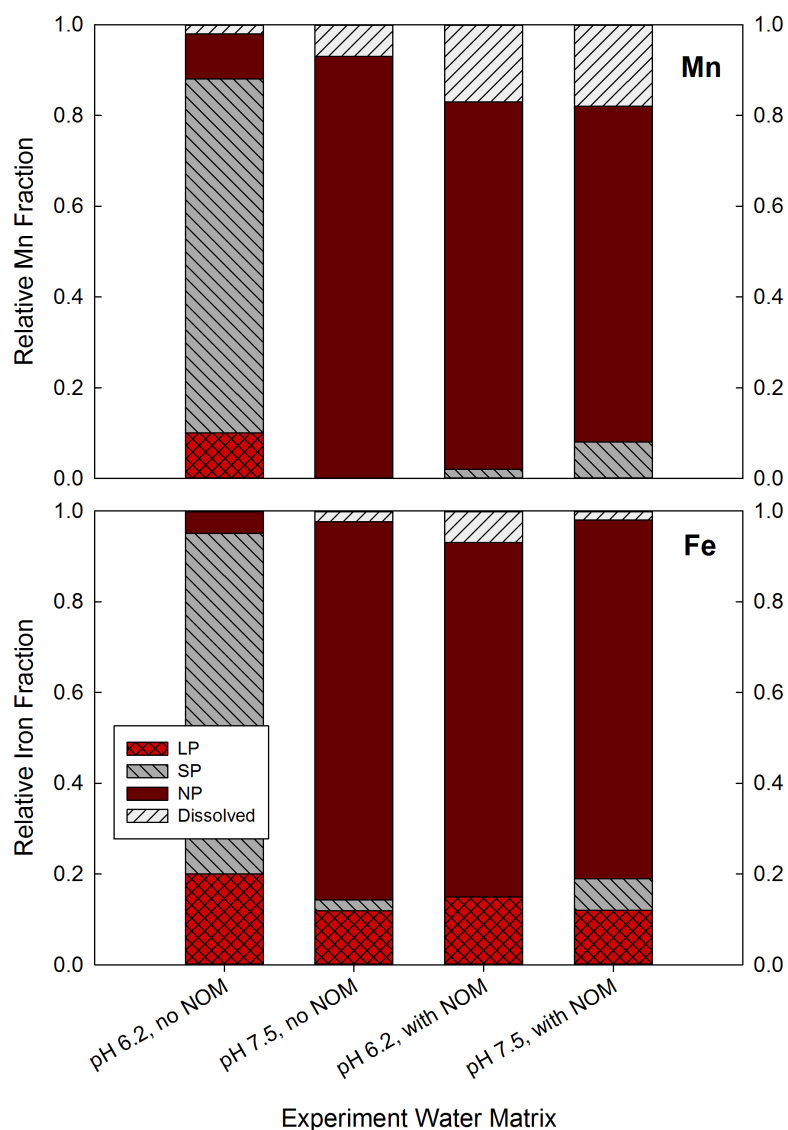 1.0
0.8
0.6
0.4
0.2
0.0
Relative Mn Fraction
Mn
1.0
0.8
0.6
0.4
0.2
0.0
1.0
0.8
0.6
0.4
0.2
0.0
Relative Iron Fraction
Fe
LP
SP
NP
Dissolved
1.0
0.8
0.6
0.4
0.2
0.0
pH 6.2, no NOM
pH 7.5, no NOM
pH 6.2, with NOM
pH 7.5, with NOM
Experiment Water Matrix